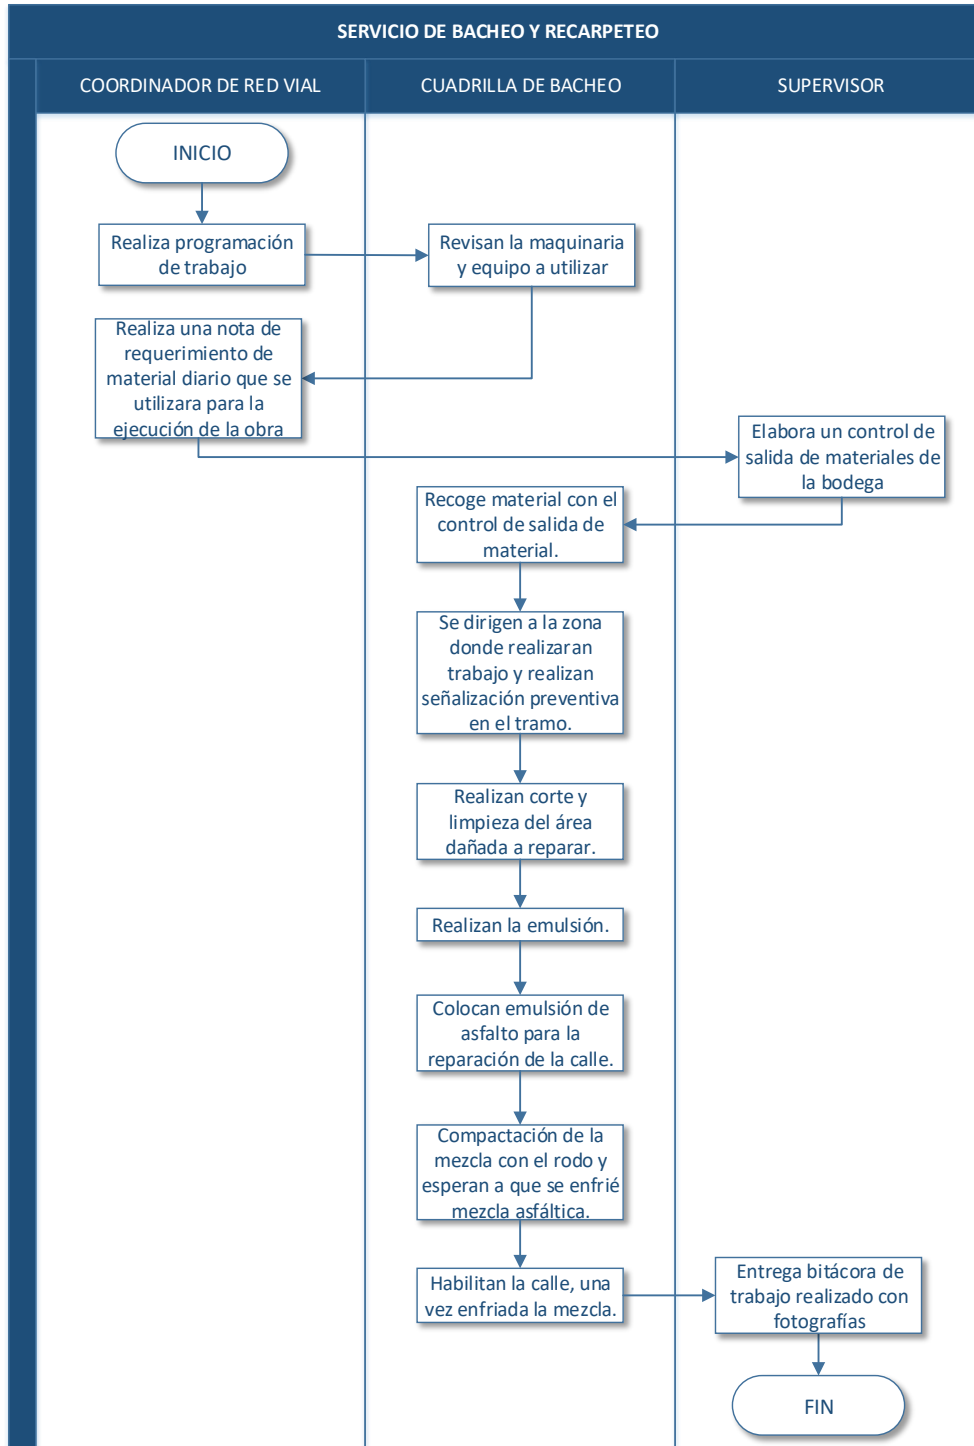 SERVICIO DE BACHEO Y RECARPETEO
COORDINADOR DE RED VIAL
CUADRILLA DE BACHEO
SUPERVISOR
INICIO
Realiza programación
de trabajo
Revisan la maquinaria
y equipo a utilizar
Realiza una nota de
requerimiento de
material diario que se
utilizara para la
ejecución de la obra
Elabora un control de
salida de materiales de
la bodega
Recoge material con el
control de salida de
material.
Se dirigen a la zona
donde realizaran
trabajo y realizan
señalización preventiva
en el tramo.
Realizan corte y
limpieza del área
dañada a reparar.
Realizan la emulsión.
Colocan emulsión de
asfalto para la
reparación de la calle.
Compactación de la
mezcla con el rodo y
esperan a que se enfrié
mezcla asfáltica.
Habilitan la calle, una
vez enfriada la mezcla.
Entrega bitácora de
trabajo realizado con
fotografías
FIN